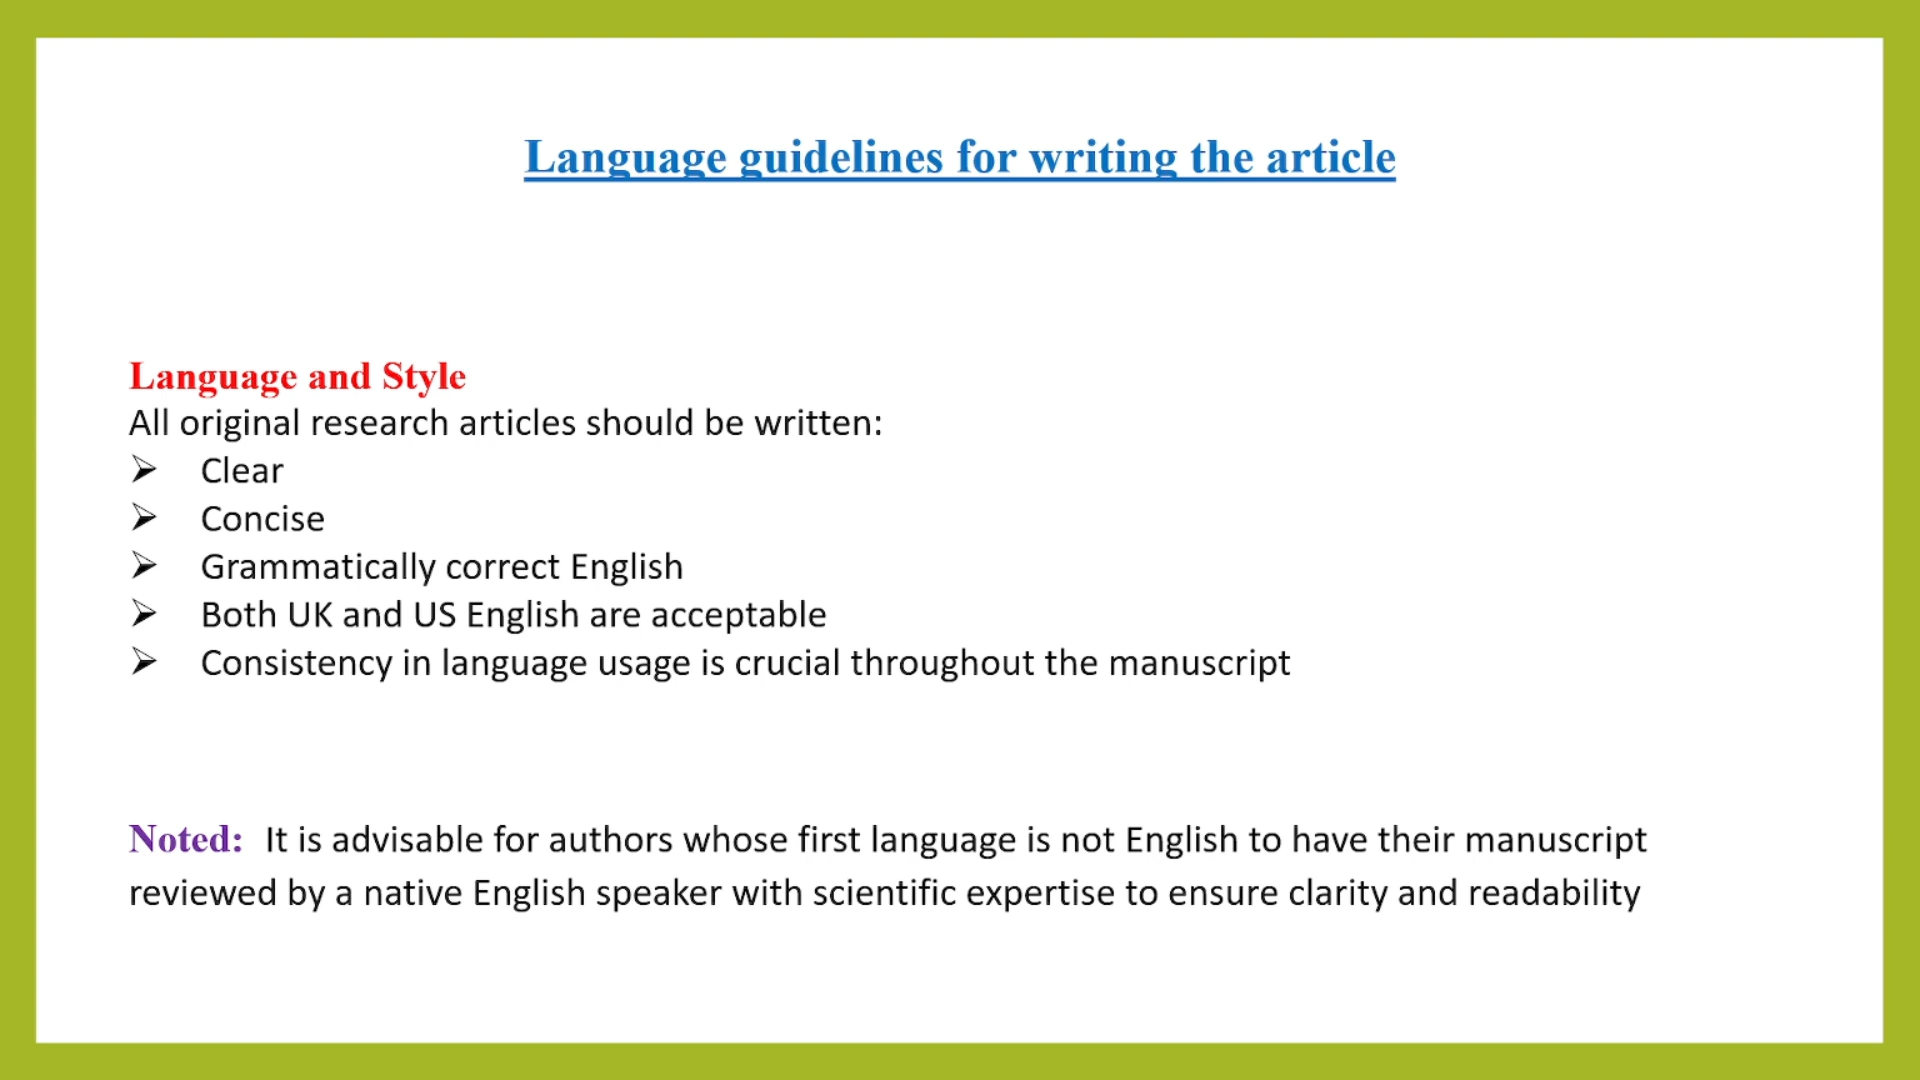 Language guidelines for writing the article
Language and Style
All original research articles should be written:
➢ Clear
➢ Concise
➢ Grammatically correct English
➢ Both UK and US English are acceptable
➢ Consistency in language usage is crucial throughout the manuscript
Noted: It is advisable for authors whose first language is not English to have their manuscript
reviewed by a native English speaker with scientific expertise to ensure clarity and readability